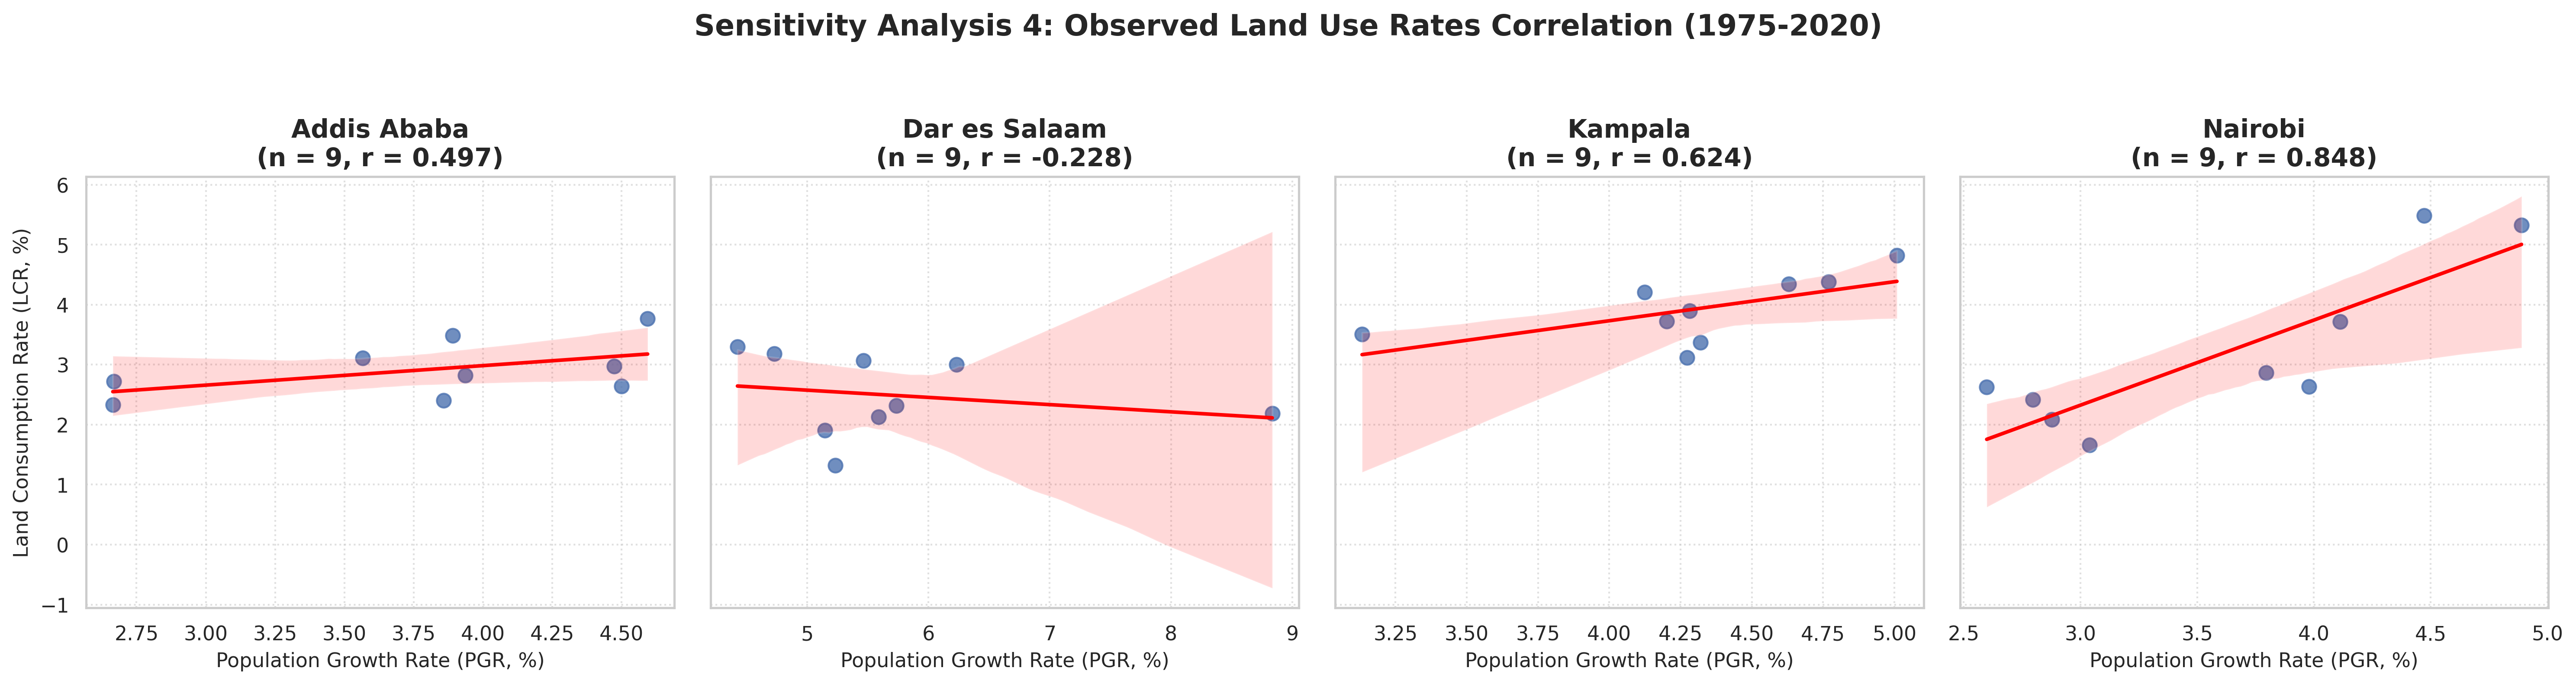 Sensitivity Analysis 4: Observed Land Use Rates Correlation (1975-2020)
Addis Ababa
(n = 9, r = 0.497)
Dar es Salaam
(n = 9, r = -0.228)
Kampala
(n = 9, r = 0.624)
Nairobi
(n = 9, r = 0.848)
Land Consumption Rate (LCR, %)
6
5
4
3
2
1
0
−1
2.75 3.00 3.25 3.50 3.75 4.00 4.25 4.50
Population Growth Rate (PGR, %)
5 6 7 8 9
Population Growth Rate (PGR, %)
3.25 3.50 3.75 4.00 4.25 4.50 4.75 5.00
Population Growth Rate (PGR, %)
2.5 3.0 3.5 4.0 4.5 5.0
Population Growth Rate (PGR, %)